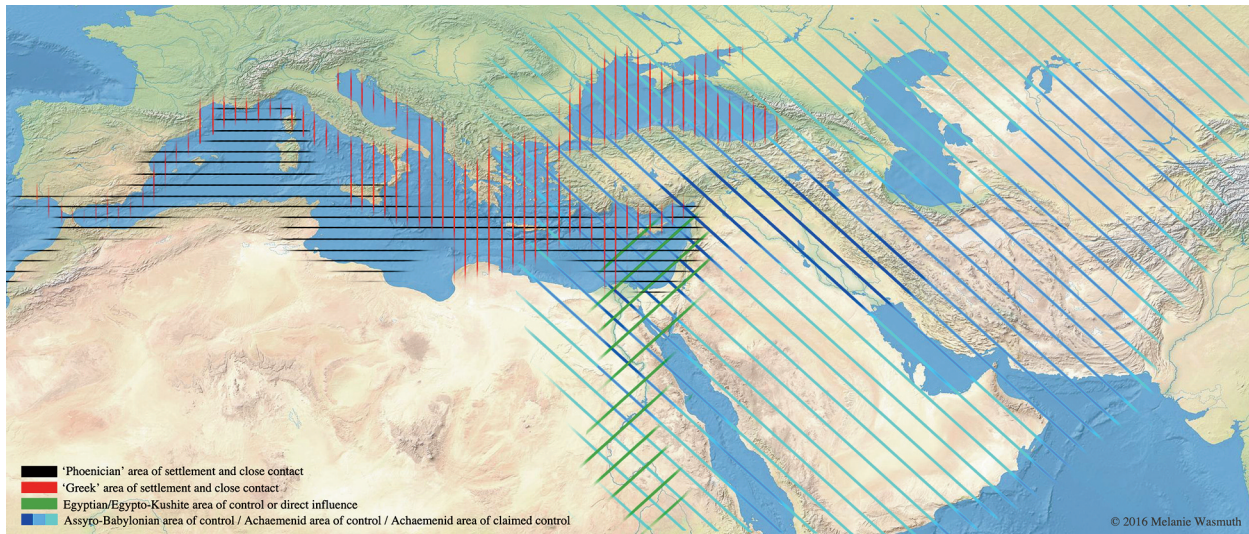 ‘Phoenician’ area of settlement and close contact
‘Greek’ area of settlement and close contact
Egyptian/Egypto-Kushite area of control or direct influence
Assyro-Babylonian area of control / Achaemenid area of control / Achaemenid area of claimed control
© 2016 Melanie Wasmuth